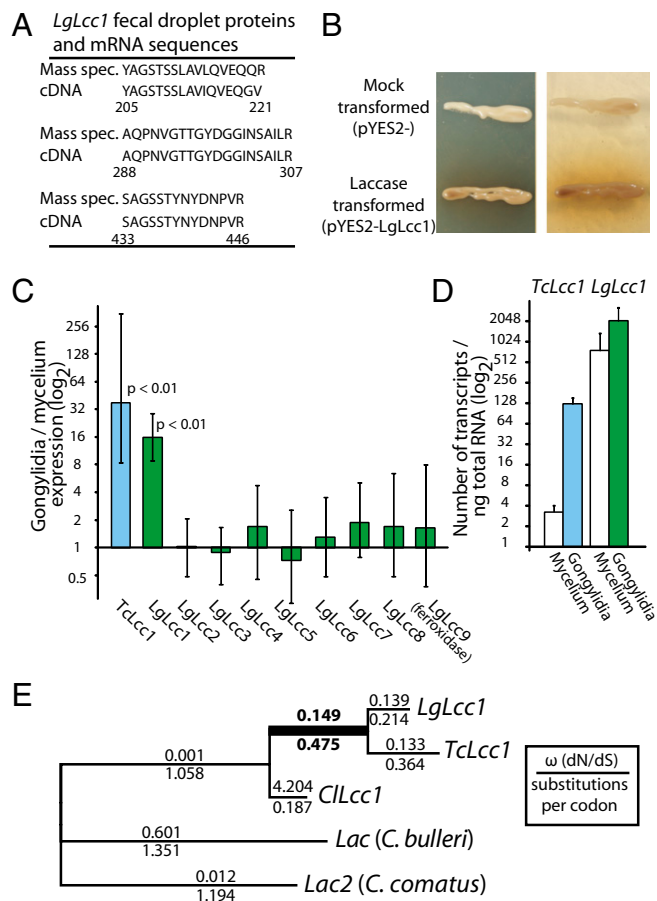 A
LgLcc1 fecal droplet proteins
and mRNA sequences
Mass spec. YAGSTSSLAVLQVEQQR
cDNA YAGSTSSLAVIQVEQGV
205 221
Mass spec. AQPNVGTTGYDGGINSAILR
cDNA AQPNVGTTGYDGGINSAILR
288 307
Mass spec. SAGSSTYNYDNPVR
cDNA SAGSSTYNYDNPVR
433 446
B
Mock
transformed
(pYES2-)
Laccase
transformed
(pYES2-LgLcc1)
C
Gongylidia / mycelium
expression (log2)
256
128
64
32
16
8
4
2
1
0.5
p < 0.01
p < 0.01
TcLcc1
LgLcc1
LgLcc2
LgLcc3
LgLcc4
LgLcc5
LgLcc6
LgLcc7
LgLcc8
LgLcc9
(ferroxidase)
D
TcLcc1 LgLcc1
Number of transcripts /
ng total RNA (log2)
2048
1024
512
256
128
64
32
16
8
4
2
1
Mycelium
Gongylidia
Mycelium
Gongylidia
E
0.139
0.214
LgLcc1
0.149
0.475
0.133
0.364
TcLcc1
0.001
1.058
4.204
0.187
ClLcc1
0.601
1.351
Lac (C. bulleri)
0.012
1.194
Lac2 (C. comatus)
ω (dN/dS)
substitutions
per codon